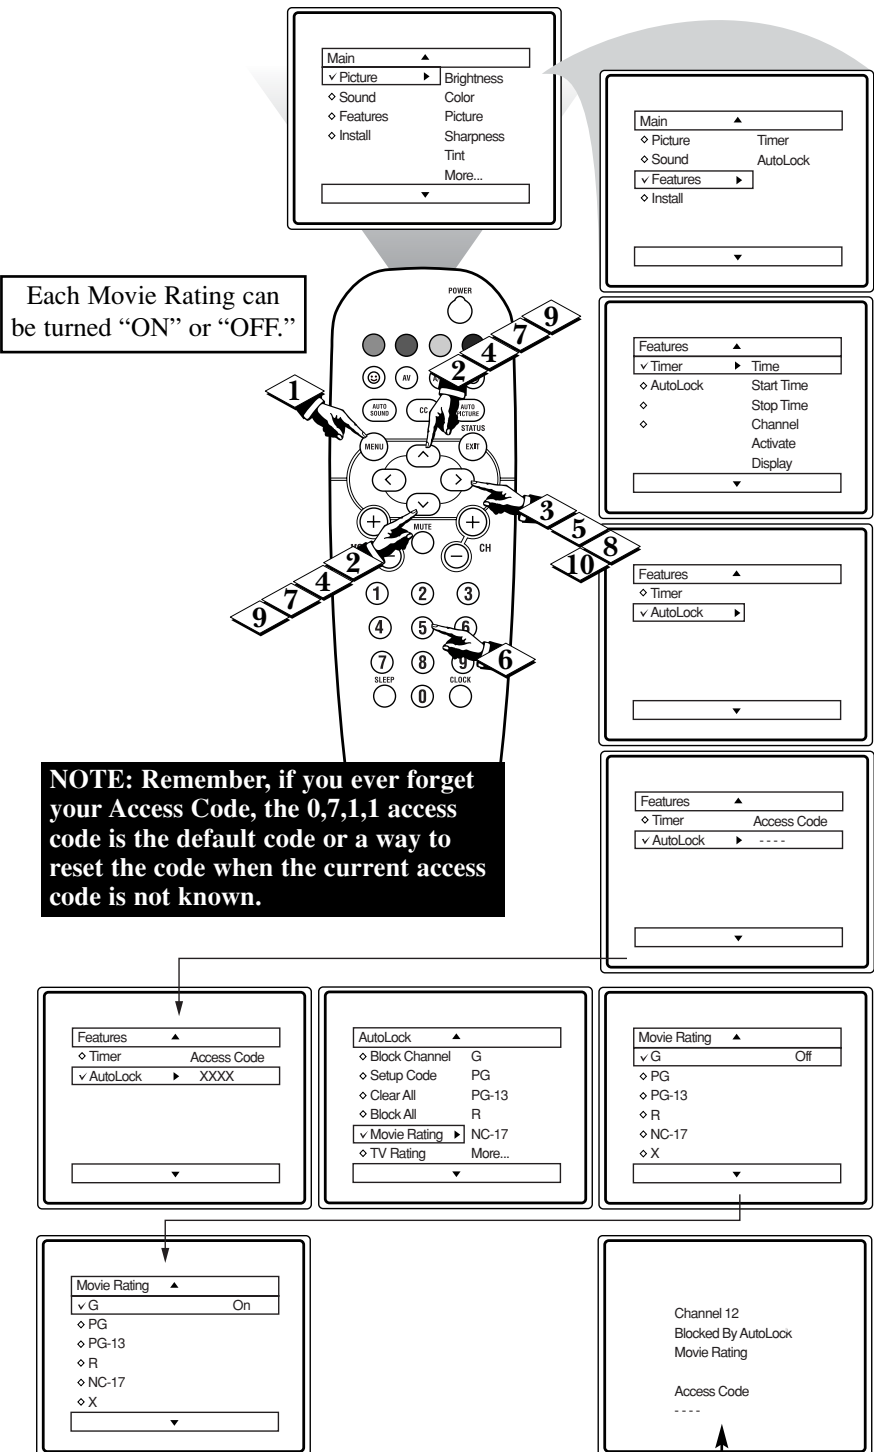 Main
Picture Brightness
Sound Color
Features Picture
Install Sharpness
Tint
More...
Main
Picture Timer
Sound AutoLock
Features
Install
Each Movie Rating can
be turned “ON” or “OFF.”
Features
Timer Time
AutoLock Start Time
Stop Time
Channel
Activate
Display
POWER
AV
AUTO SOUND
CC
AUTO PICTURE
STATUS
MENU
EXIT
MUTE
CH
1 2 3
4 5 6
7 8 9
SLEEP
CLOCK
0
1
2 4 7 9
3 5 8 10
9 7 4 2
6
Features
Timer
AutoLock
NOTE: Remember, if you ever forget
your Access Code, the 0,7,1,1 access
code is the default code or a way to
reset the code when the current access
code is not known.
Features
Timer Access Code
AutoLock - - - -
Features
Timer Access Code
AutoLock XXXX
AutoLock
Block Channel G
Setup Code PG
Clear All PG-13
Block All R
Movie Rating NC-17
TV Rating More...
Movie Rating
G Off
PG
PG-13
R
NC-17
X
Movie Rating
G On
PG
PG-13
R
NC-17
X
Channel 12
Blocked By AutoLock
Movie Rating
Access Code
- - - -